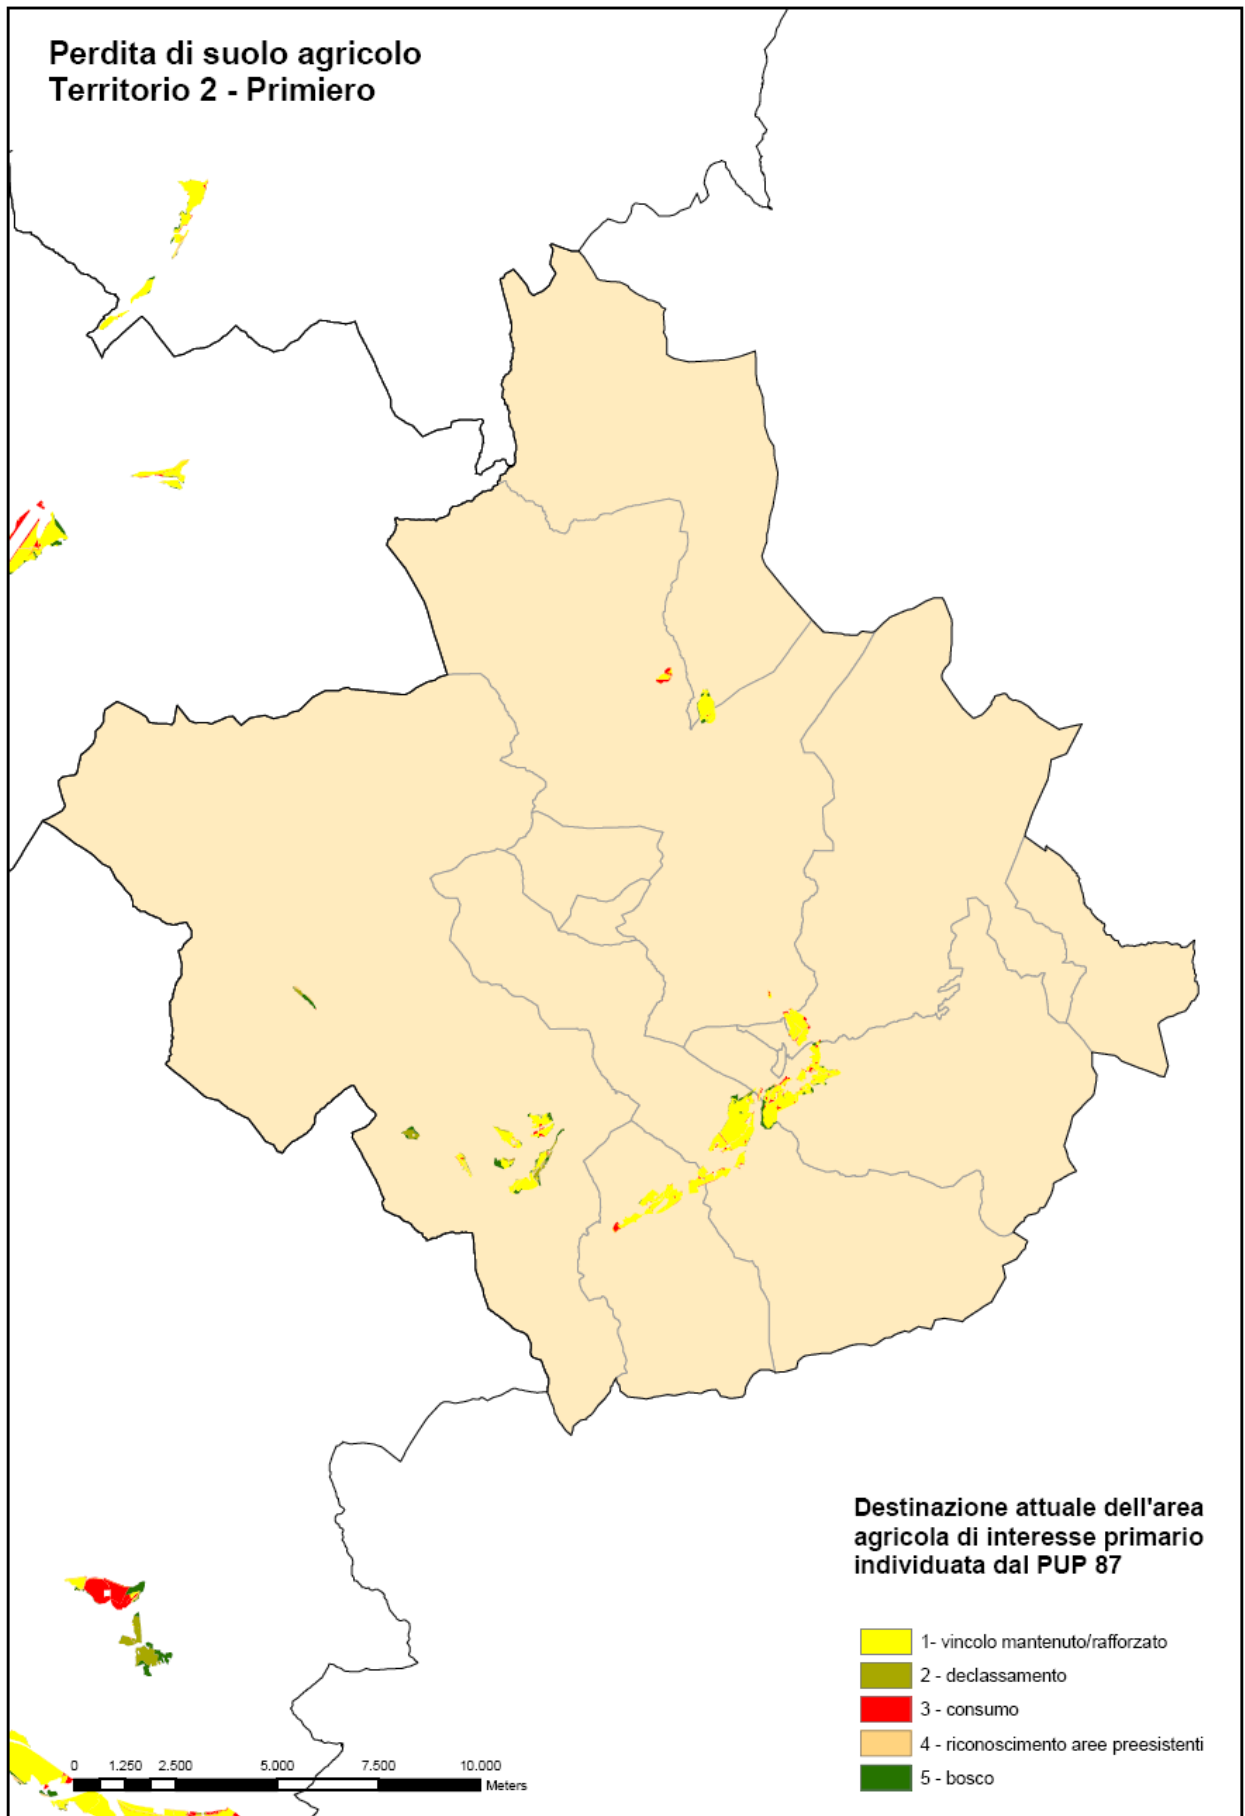 Perdita di suolo agricolo
Territorio 2 - Primiero
Destinazione attuale dell'area
agricola di interesse primario
individuata dal PUP 87
1- vincolo mantenuto/rafforzato
2 - declassamento
3 - consumo
4 - riconoscimento aree preesistenti
5 - bosco
0 1.250 2.500 5.000 7.500 10.000
Meters